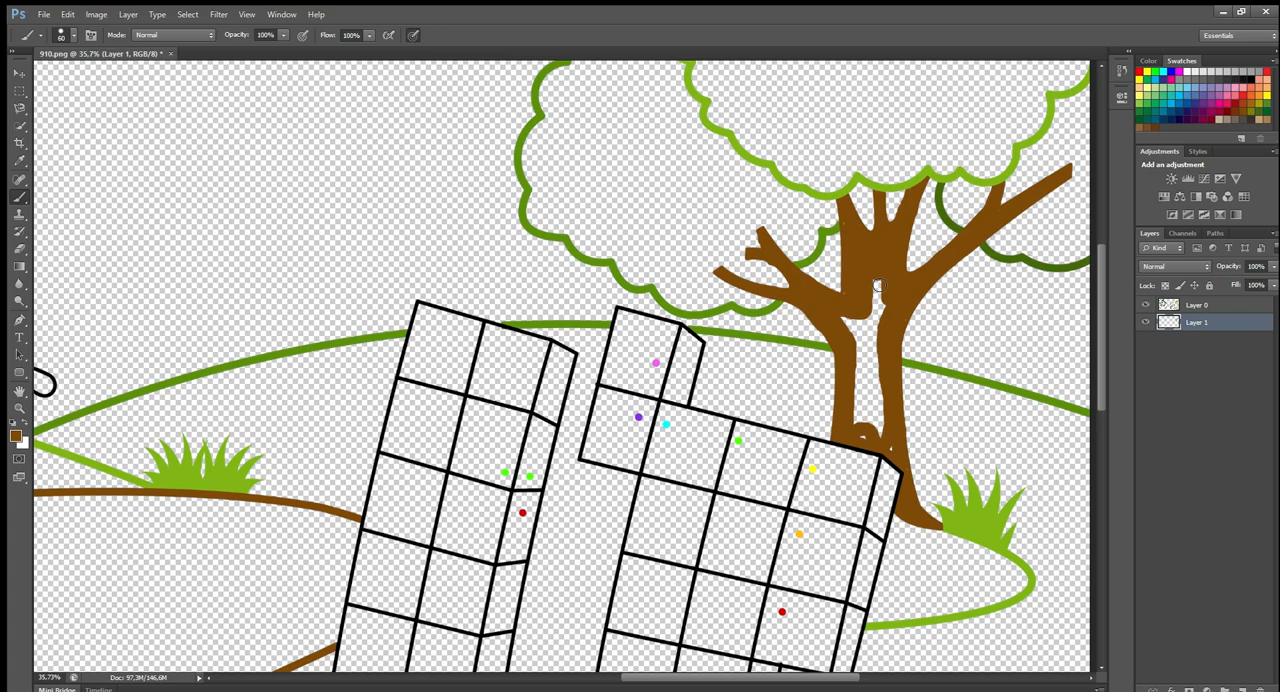 Ps File Edit Image Layer Type Select Filter View Window Help
60 Mode: Normal Opacity: 100% Flow: 100% Essentials
910.png @ 35,7% (Layer 1, RGB/8) * ×
Color Swatches
Adjustments Styles
Add an adjustment
Layers Channels Paths
Kind
Normal Opacity: 100%
Lock: Fill: 100%
Layer 0
Layer 1
35,73% Doc: 97,3M/146,6M
Mini Bridge Timeline